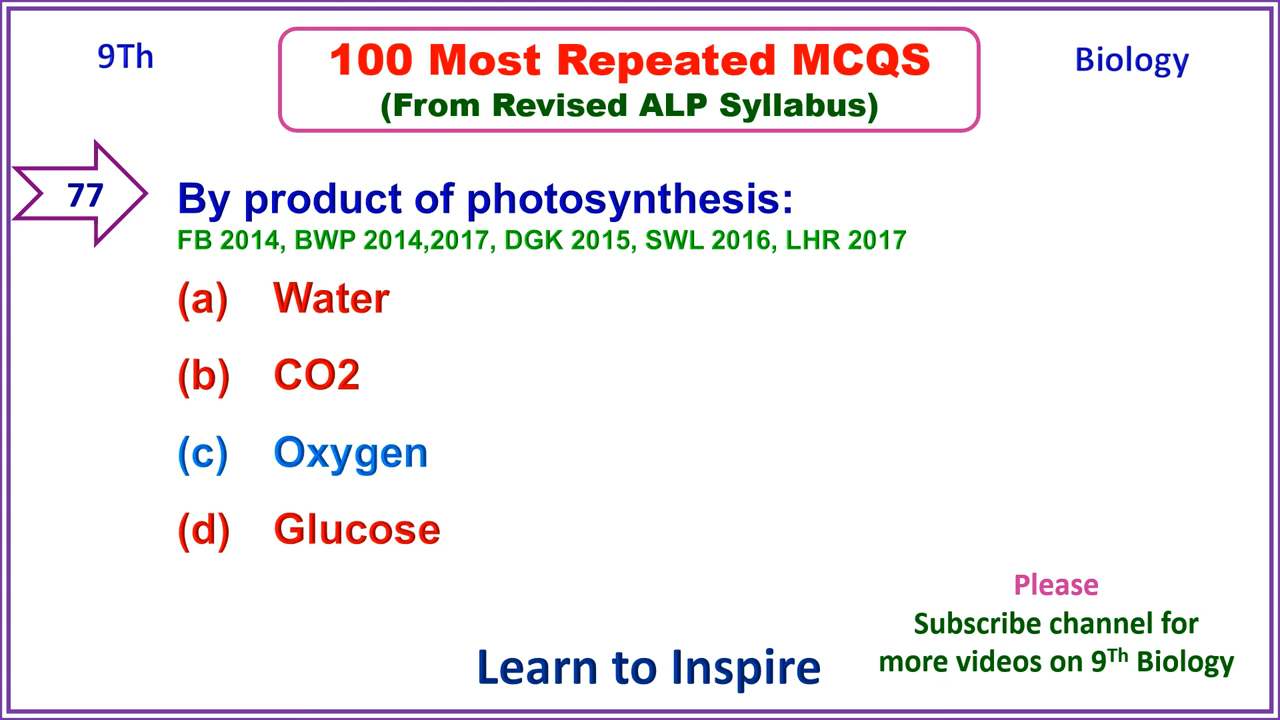 9Th
100 Most Repeated MCQS
Biology
(From Revised ALP Syllabus)
77
By product of photosynthesis:
FB 2014, BWP 2014,2017, DGK 2015, SWL 2016, LHR 2017
(a) Water
(b) CO2
(c) Oxygen
(d) Glucose
Please
Subscribe channel for
more videos on 9Th Biology
Learn to Inspire